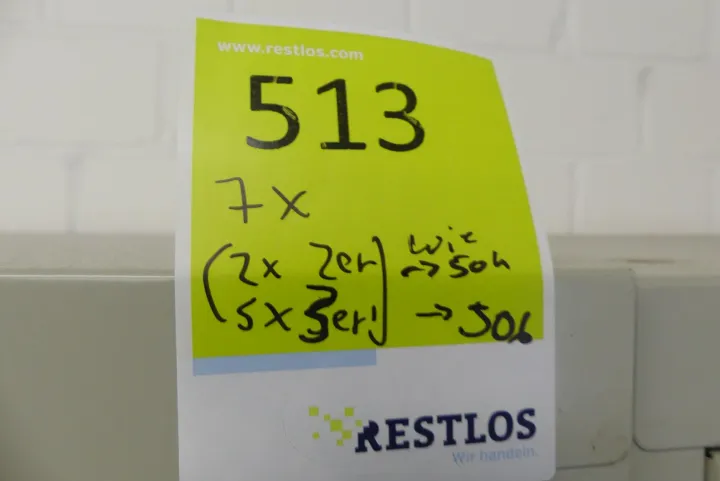 www.restlos.com
513
7x
(2x 2er) wie → 504
(5x 3er!) → 506
RESTLOS
Wir handeln.